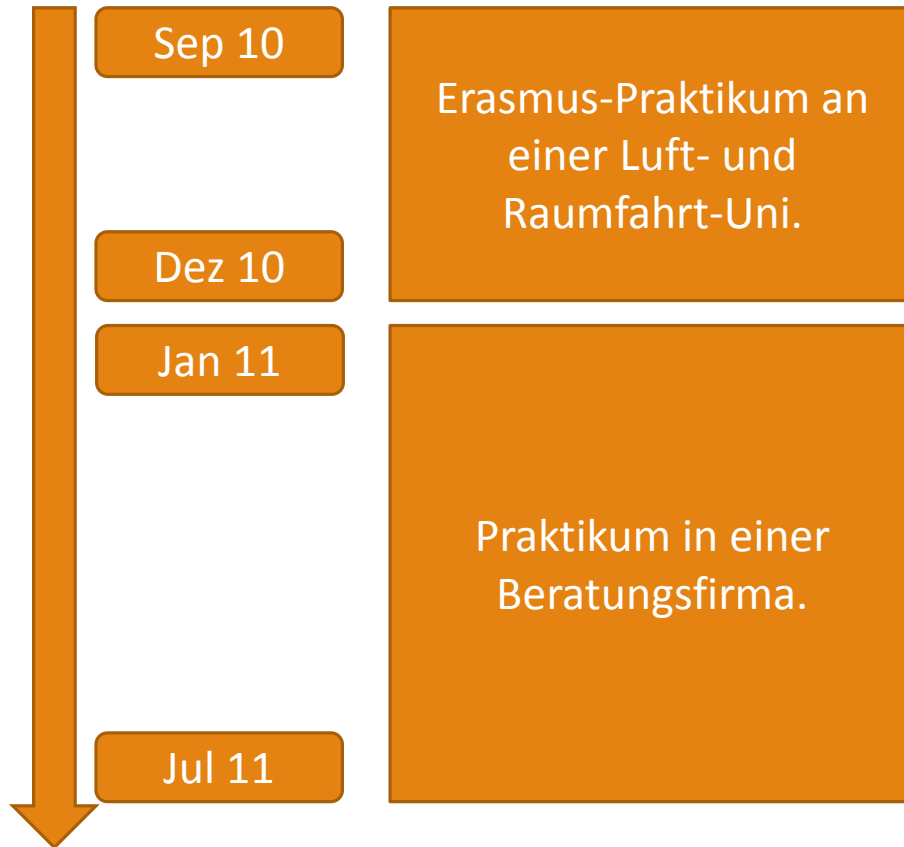 Sep 10
Erasmus-Praktikum an
einer Luft- und
Raumfahrt-Uni.
Dez 10
Jan 11
Praktikum in einer
Beratungsfirma.
Jul 11